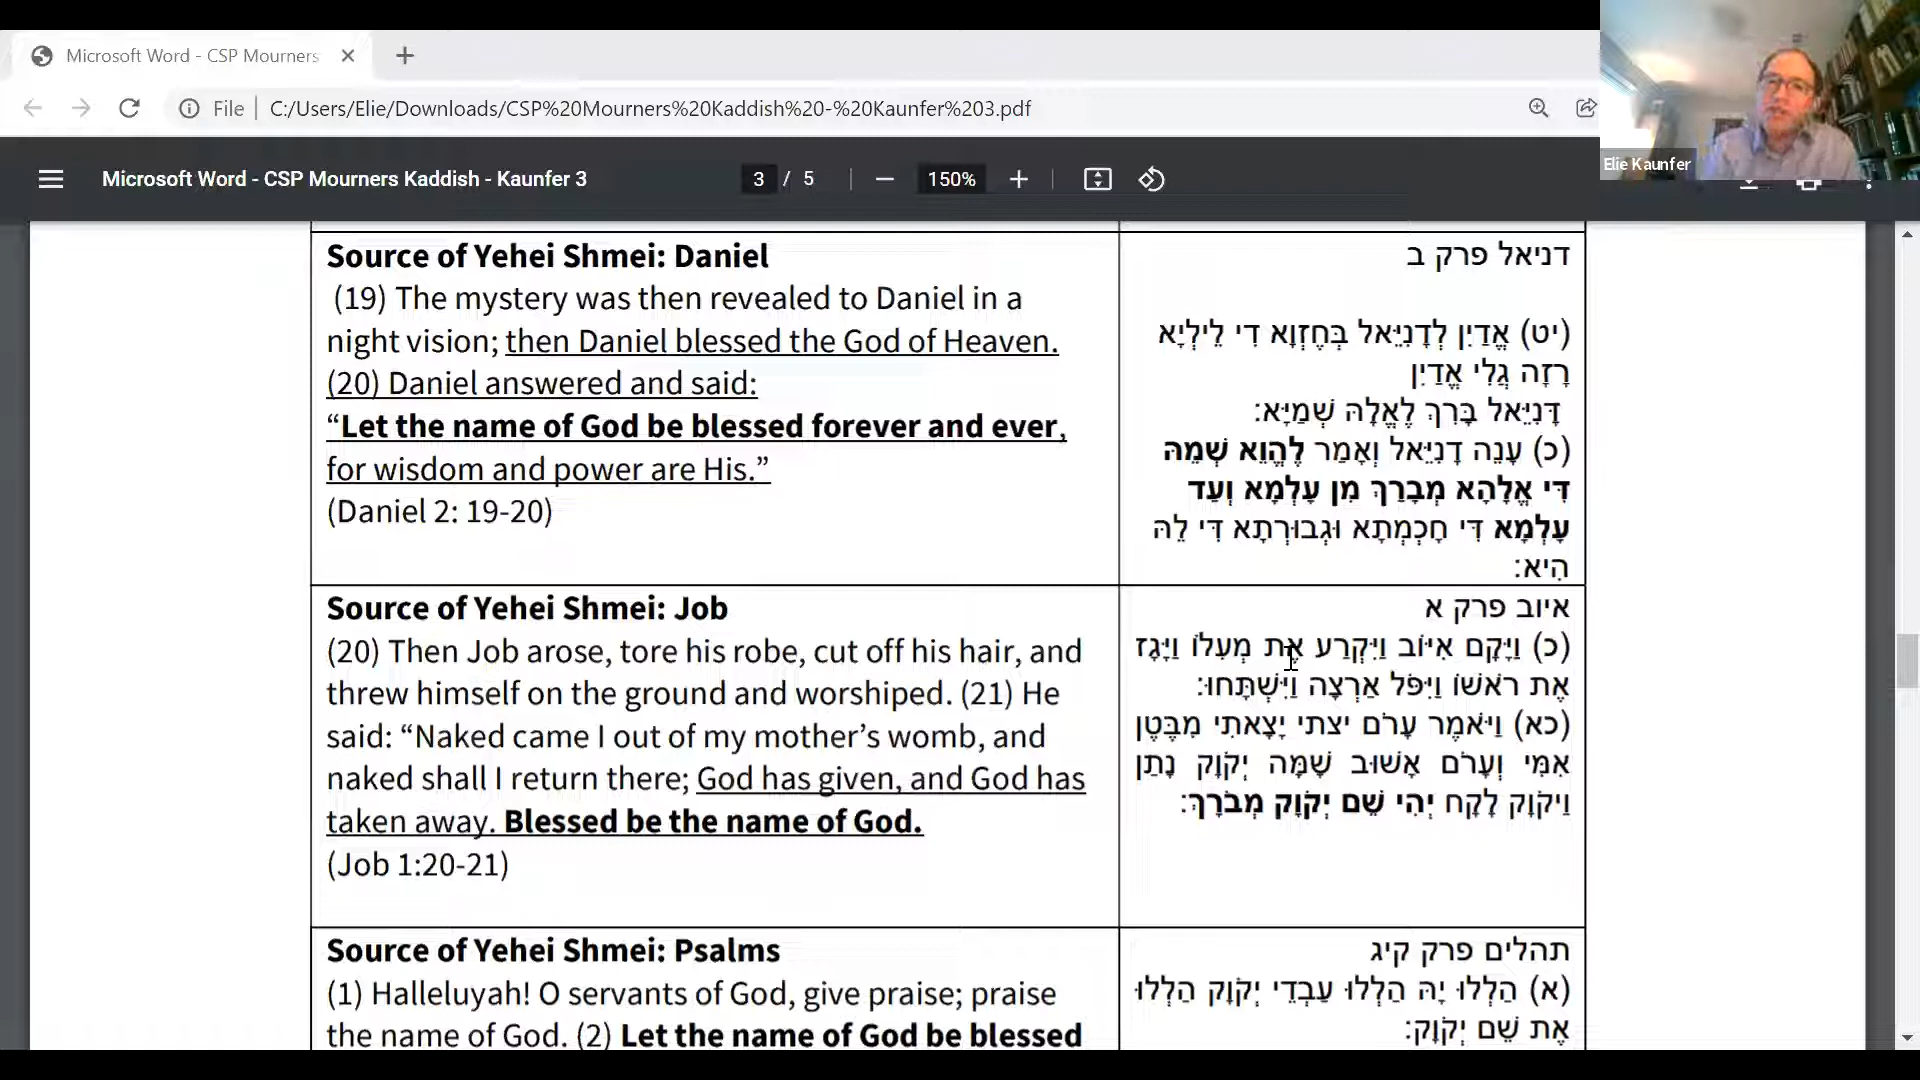 Microsoft Word - CSP Mourners
File
C:/Users/Elie/Downloads/CSP%20Mourners%20Kaddish%20-%20Kaunfer%203.pdf
Elie Kaunfer
Microsoft Word - CSP Mourners Kaddish - Kaunfer 3
3 / 5
150%
Source of Yehei Shmei: Daniel
(19) The mystery was then revealed to Daniel in a
night vision; then Daniel blessed the God of Heaven.
(20) Daniel answered and said:
“Let the name of God be blessed forever and ever,
for wisdom and power are His.”
(Daniel 2: 19-20)
דניאל פרק ב
(יט) אֱדַיִן לְדָנִיֵּאל בְּחֶזְוָא דִי לֵילְיָא
רָזָה גֲלִי אֱדַיִן
דָּנִיֵּאל בָּרִךְ לֶאֱלָהּ שְׁמַיָּא:
(כ) עָנֵה דָנִיֵּאל וְאָמַר לֶהֱוֵא שְׁמֵהּ
דִּי אֱלָהָא מְבָרַךְ מִן עָלְמָא וְעַד
עָלְמָא דִּי חָכְמְתָא וּגְבוּרְתָא דִּי לֵהּ
הִיא:
Source of Yehei Shmei: Job
(20) Then Job arose, tore his robe, cut off his hair, and
threw himself on the ground and worshiped. (21) He
said: “Naked came I out of my mother’s womb, and
naked shall I return there; God has given, and God has
taken away. Blessed be the name of God.
(Job 1:20-21)
איוב פרק א
(כ) וַיָּקָם אִיּוֹב וַיִּקְרַע אֶת מְעִלוֹ וַיָּגָז
אֶת רֹאשׁוֹ וַיִּפֹּל אַרְצָה וַיִּשְׁתָּחוּ:
(כא) וַיֹּאמֶר עָרֹם יצתי יָצָאתִי מִבֶּטֶן
אִמִּי וְעָרֹם אָשׁוּב שָׁמָּה יְקֹוָק נָתַן
וַיקֹוָק לָקָח יְהִי שֵׁם יְקֹוָק מְבֹרָךְ:
Source of Yehei Shmei: Psalms
(1) Halleluyah! O servants of God, give praise; praise
the name of God. (2) Let the name of God be blessed
תהלים פרק קיג
(א) הַלְלוּ יָהּ הַלְלוּ עַבְדֵי יְקֹוָק הַלְלוּ
אֶת שֵׁם יְקֹוָק: